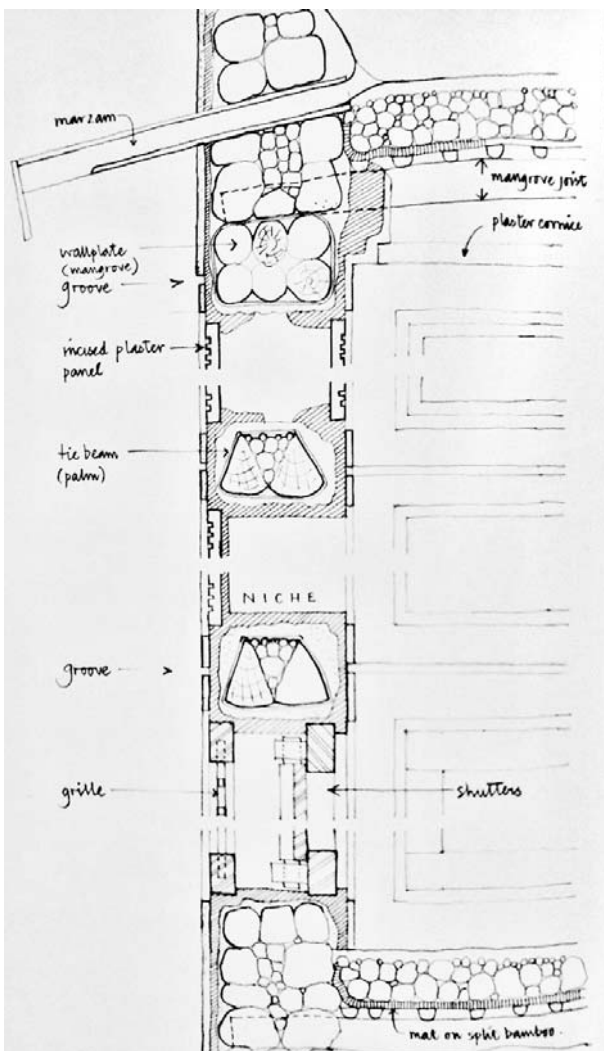 marzam
mangrove joist
plaster cornice
wallplate
(mangrove)
groove
incised plaster
panel
tie beam
(palm)
NICHE
groove
grille
shutters
mat on split bamboo.